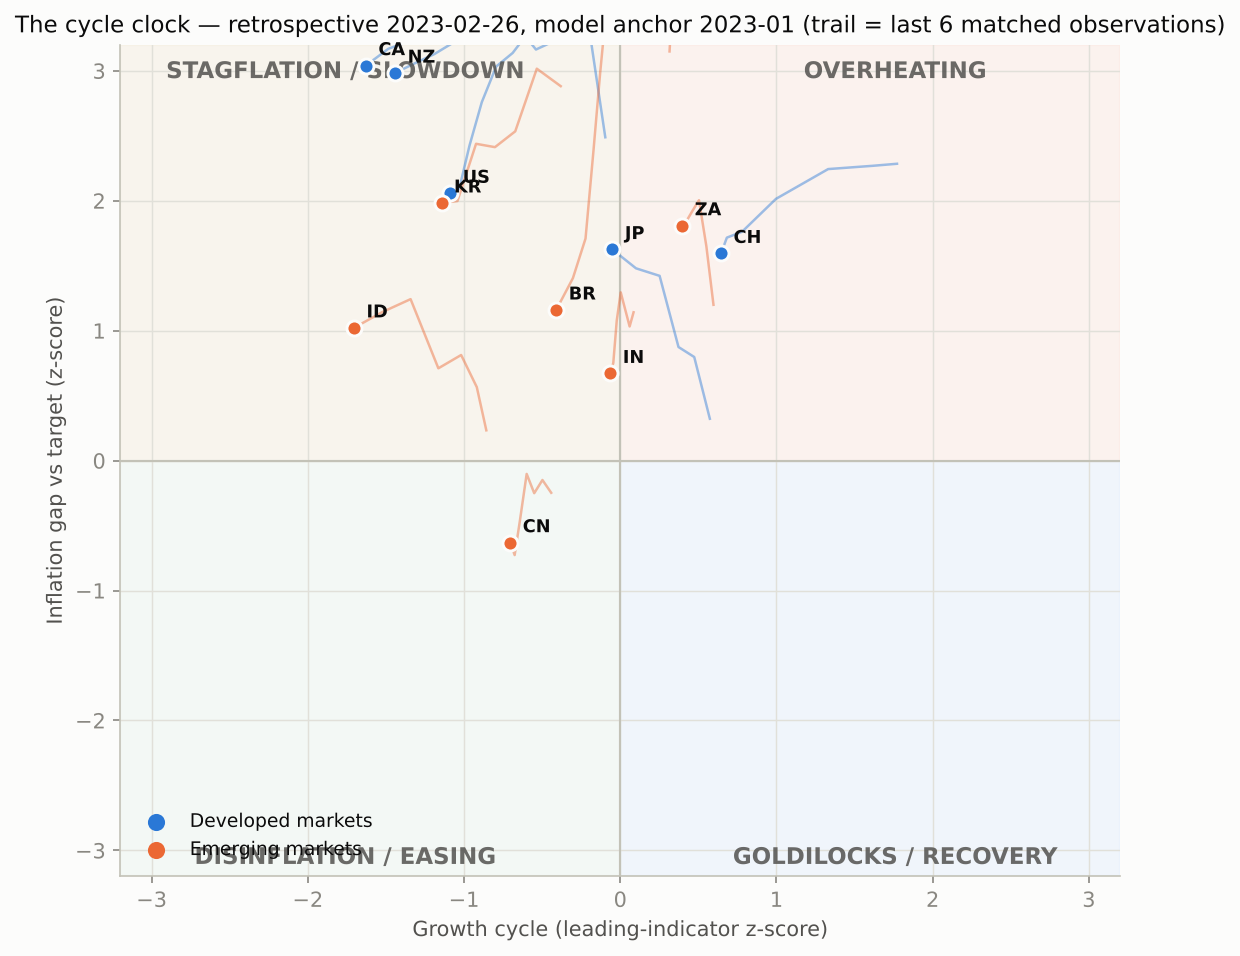 The cycle clock — retrospective 2023-02-26, model anchor 2023-01 (trail = last 6 matched observations)
CA
NZ
STAGFLATION / SLOWDOWN
OVERHEATING
US
KR
ZA
JP
CH
BR
ID
IN
CN
Developed markets
Emerging markets
DISINFLATION / EASING
GOLDILOCKS / RECOVERY
3
2
1
0
−1
−2
−3
−3
−2
−1
0
1
2
3
Inflation gap vs target (z-score)
Growth cycle (leading-indicator z-score)